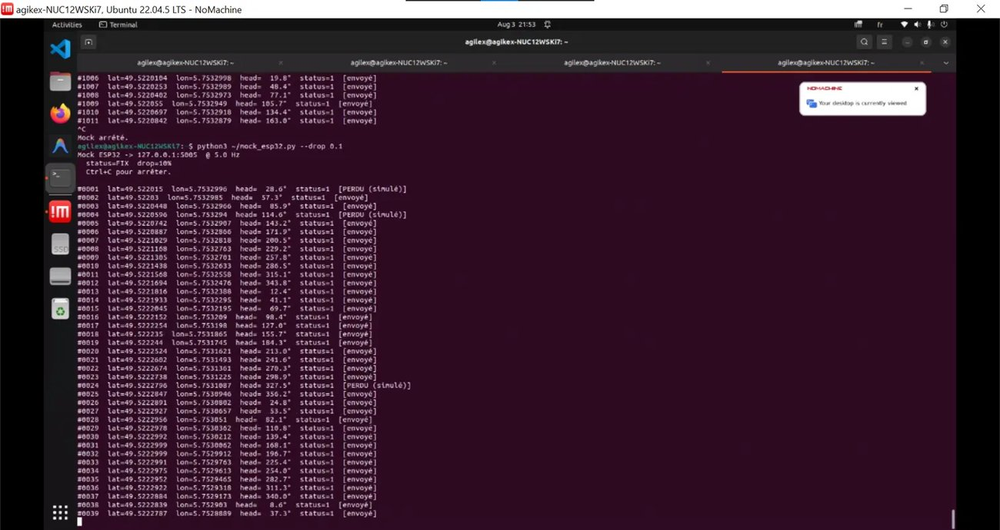 agikex-NUC12WSKi7, Ubuntu 22.04.5 LTS - NoMachine
Activities Terminal Aug 3 21:53 fr
agilex@agikex-NUC12WSKi7: ~
agilex@agikex-NUC12WSKi7: ~ agilex@agikex-NUC12WSKi7: ~ agilex@agikex-NUC12WSKi7: ~ agilex@agikex-NUC12WSKi7: ~
#1006 lat=49.5220104 lon=5.7532998 head= 19.8° status=1 [envoyé]
#1007 lat=49.5220253 lon=5.7532989 head= 48.4° status=1 [envoyé]
#1008 lat=49.5220402 lon=5.7532973 head= 77.1° status=1 [envoyé]
#1009 lat=49.522055 lon=5.7532949 head= 105.7° status=1 [envoyé]
#1010 lat=49.5220697 lon=5.7532918 head= 134.4° status=1 [envoyé]
#1011 lat=49.5220842 lon=5.7532879 head= 163.0° status=1 [envoyé]
^C
Mock arrêté.
agilex@agikex-NUC12WSKi7:~$ python3 ~/mock_esp32.py --drop 0.1
Mock ESP32 -> 127.0.0.1:5005 @ 5.0 Hz
status=FIX drop=10%
Ctrl+C pour arrêter.
#0001 lat=49.522015 lon=5.7532996 head= 28.6° status=1 [PERDU (simulé)]
#0002 lat=49.52203 lon=5.7532985 head= 57.3° status=1 [envoyé]
#0003 lat=49.5220448 lon=5.7532966 head= 85.9° status=1 [envoyé]
#0004 lat=49.5220596 lon=5.753294 head= 114.6° status=1 [PERDU (simulé)]
#0005 lat=49.5220742 lon=5.7532907 head= 143.2° status=1 [envoyé]
#0006 lat=49.5220887 lon=5.7532866 head= 171.9° status=1 [envoyé]
#0007 lat=49.5221029 lon=5.7532818 head= 200.5° status=1 [envoyé]
#0008 lat=49.5221168 lon=5.7532763 head= 229.2° status=1 [envoyé]
#0009 lat=49.5221305 lon=5.7532701 head= 257.8° status=1 [envoyé]
#0010 lat=49.5221438 lon=5.7532633 head= 286.5° status=1 [envoyé]
#0011 lat=49.5221568 lon=5.7532558 head= 315.1° status=1 [envoyé]
#0012 lat=49.5221694 lon=5.7532476 head= 343.8° status=1 [envoyé]
#0013 lat=49.5221816 lon=5.7532388 head= 12.4° status=1 [envoyé]
#0014 lat=49.5221933 lon=5.7532295 head= 41.1° status=1 [envoyé]
#0015 lat=49.5222045 lon=5.7532195 head= 69.7° status=1 [envoyé]
#0016 lat=49.5222152 lon=5.753209 head= 98.4° status=1 [envoyé]
#0017 lat=49.5222254 lon=5.753198 head= 127.0° status=1 [envoyé]
#0018 lat=49.522235 lon=5.7531865 head= 155.7° status=1 [envoyé]
#0019 lat=49.522244 lon=5.7531745 head= 184.3° status=1 [envoyé]
#0020 lat=49.5222524 lon=5.7531621 head= 213.0° status=1 [envoyé]
#0021 lat=49.5222602 lon=5.7531493 head= 241.6° status=1 [envoyé]
#0022 lat=49.5222674 lon=5.7531361 head= 270.3° status=1 [envoyé]
#0023 lat=49.5222738 lon=5.7531225 head= 298.9° status=1 [envoyé]
#0024 lat=49.5222796 lon=5.7531087 head= 327.5° status=1 [PERDU (simulé)]
#0025 lat=49.5222847 lon=5.7530946 head= 356.2° status=1 [envoyé]
#0026 lat=49.5222891 lon=5.7530802 head= 24.8° status=1 [envoyé]
#0027 lat=49.5222927 lon=5.7530657 head= 53.5° status=1 [envoyé]
#0028 lat=49.5222956 lon=5.753051 head= 82.1° status=1 [envoyé]
#0029 lat=49.5222978 lon=5.7530362 head= 110.8° status=1 [envoyé]
#0030 lat=49.5222992 lon=5.7530212 head= 139.4° status=1 [envoyé]
#0031 lat=49.5222999 lon=5.7530062 head= 168.1° status=1 [envoyé]
#0032 lat=49.5222999 lon=5.7529912 head= 196.7° status=1 [envoyé]
#0033 lat=49.5222991 lon=5.7529763 head= 225.4° status=1 [envoyé]
#0034 lat=49.5222975 lon=5.7529613 head= 254.0° status=1 [envoyé]
#0035 lat=49.5222952 lon=5.7529465 head= 282.7° status=1 [envoyé]
#0036 lat=49.5222922 lon=5.7529318 head= 311.3° status=1 [envoyé]
#0037 lat=49.5222884 lon=5.7529173 head= 340.0° status=1 [envoyé]
#0038 lat=49.5222839 lon=5.752903 head= 8.6° status=1 [envoyé]
#0039 lat=49.5222787 lon=5.7528889 head= 37.3° status=1 [envoyé]
NOMACHINE
Your desktop is currently viewed
SSD